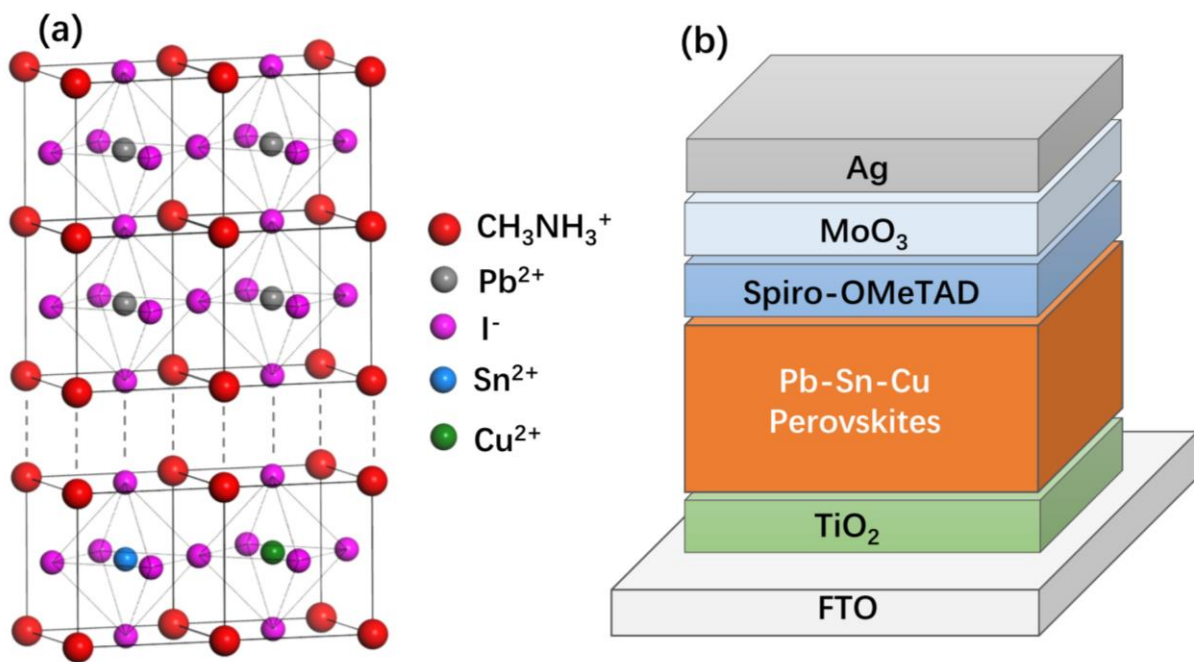 (a)
CH₃NH₃⁺
Pb²⁺
I⁻
Sn²⁺
Cu²⁺
(b)
Ag
MoO₃
Spiro-OMeTAD
Pb-Sn-Cu
Perovskites
TiO₂
FTO